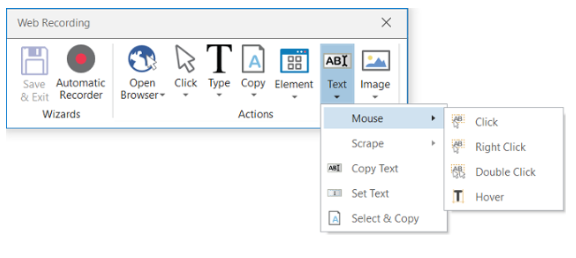 Web Recording
Save & Exit
Automatic Recorder
Open Browser
Click
Type
Copy
Element
ABI
Text
Image
Wizards
Actions
Mouse
Scrape
Copy Text
Set Text
Select & Copy
Click
Right Click
Double Click
Hover